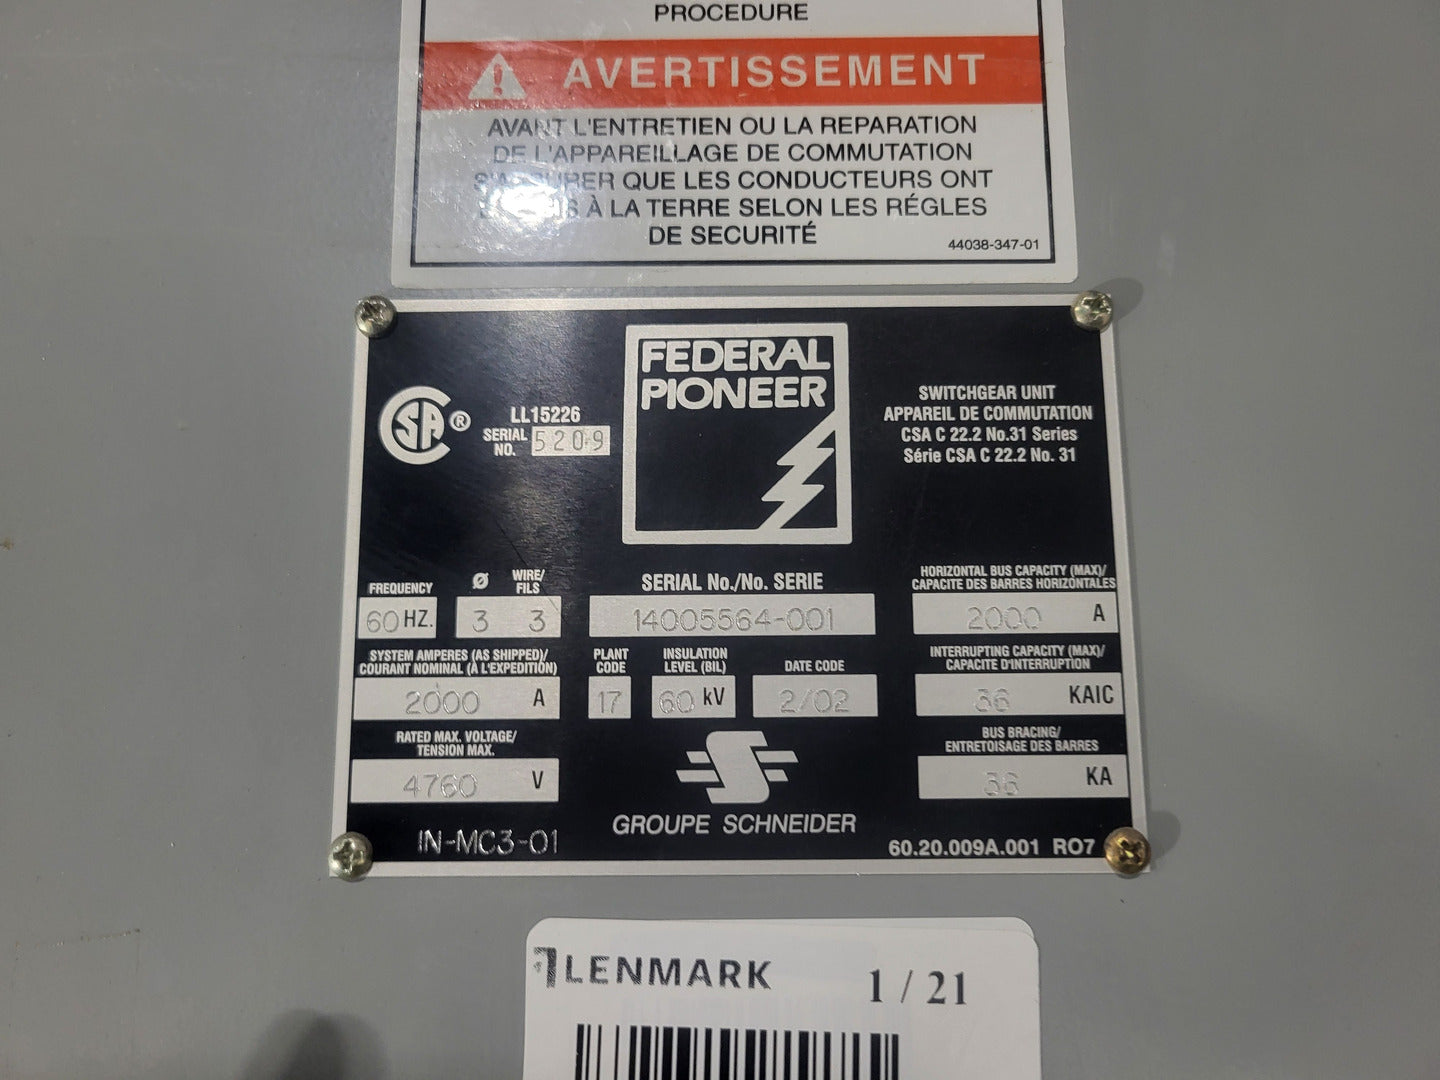 PROCEDURE
AVERTISSEMENT
AVANT L'ENTRETIEN OU LA REPARATION
DE L'APPAREILLAGE DE COMMUTATION
QUE LES CONDUCTEURS ONT
À LA TERRE SELON LES RÉGLES
DE SECURITÉ
44038-347-01
FEDERAL
PIONEER
CSA ®
LL15226
SERIAL NO. 5209
SWITCHGEAR UNIT
APPAREIL DE COMMUTATION
CSA C 22.2 No.31 Series
Série CSA C 22.2 No. 31
FREQUENCY
60 HZ.
Ø
3
WIRE/
FILS
3
SERIAL No./No. SERIE
14005564-001
HORIZONTAL BUS CAPACITY (MAX)/
CAPACITE DES BARRES HORIZONTALES
2000 A
SYSTEM AMPERES (AS SHIPPED)/
COURANT NOMINAL (À L'EXPEDITION)
2000 A
PLANT
CODE
17
INSULATION
LEVEL (BIL)
60 kV
DATE CODE
2/02
INTERRUPTING CAPACITY (MAX)/
CAPACITE D'INTERRUPTION
36 KAIC
RATED MAX. VOLTAGE/
TENSION MAX.
4760 V
BUS BRACING/
ENTRETOISAGE DES BARRES
36 KA
IN-MC3-01
GROUPE SCHNEIDER
60.20.009A.001 RO7
LENMARK
1 / 21